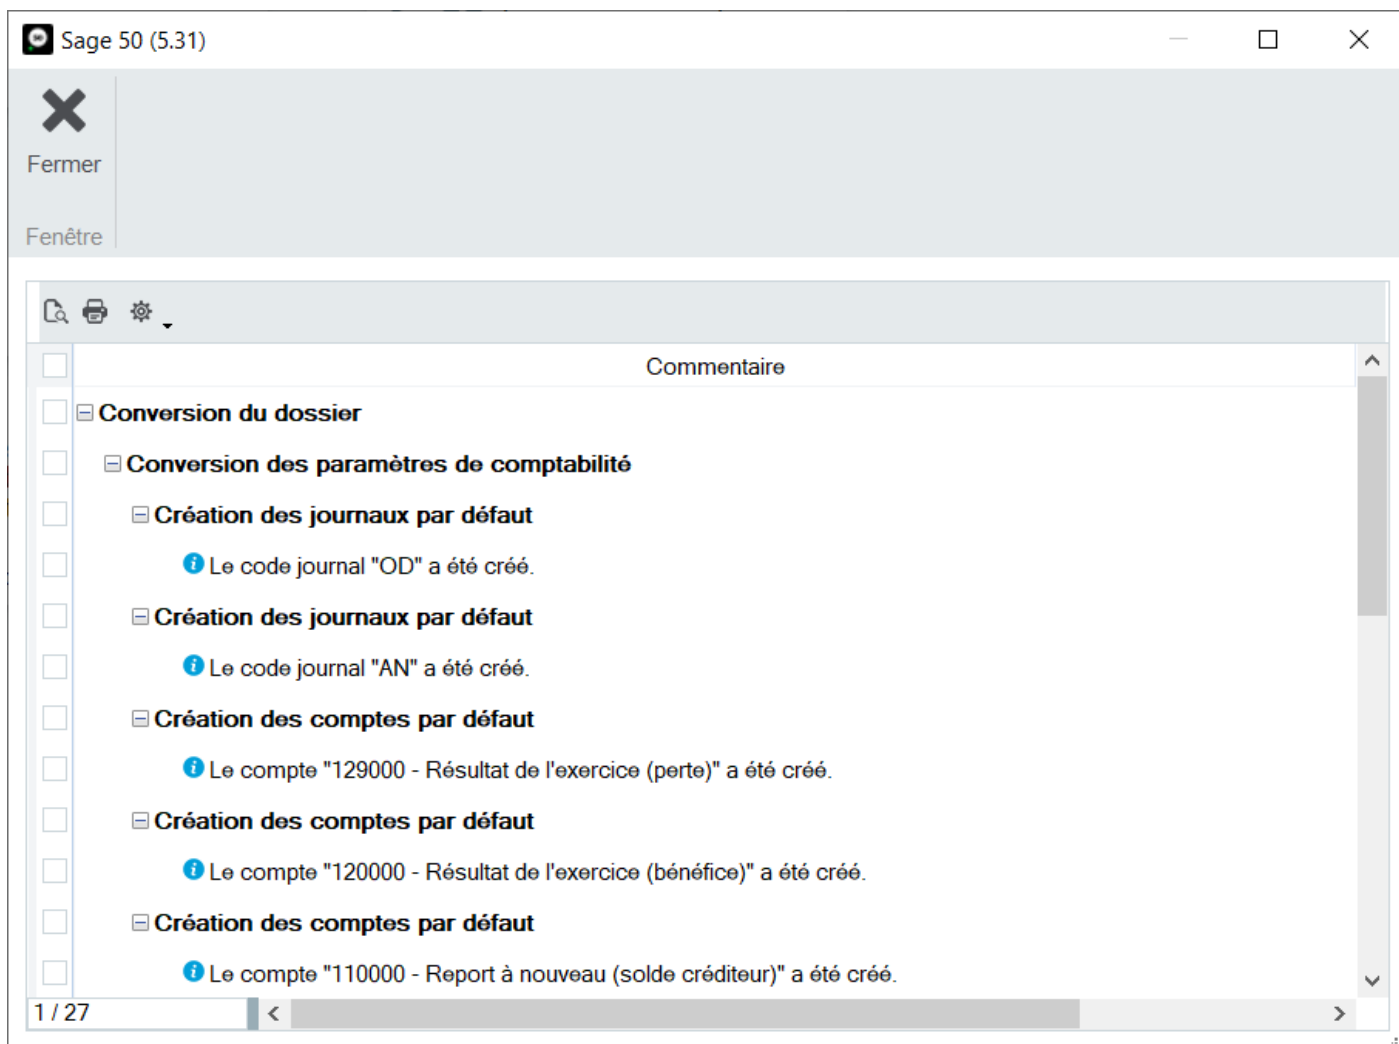 Sage 50 (5.31)
Fermer
Fenêtre
Commentaire
Conversion du dossier
Conversion des paramètres de comptabilité
Création des journaux par défaut
Le code journal "OD" a été créé.
Création des journaux par défaut
Le code journal "AN" a été créé.
Création des comptes par défaut
Le compte "129000 - Résultat de l'exercice (perte)" a été créé.
Création des comptes par défaut
Le compte "120000 - Résultat de l'exercice (bénéfice)" a été créé.
Création des comptes par défaut
Le compte "110000 - Report à nouveau (solde créditeur)" a été créé.
1 / 27